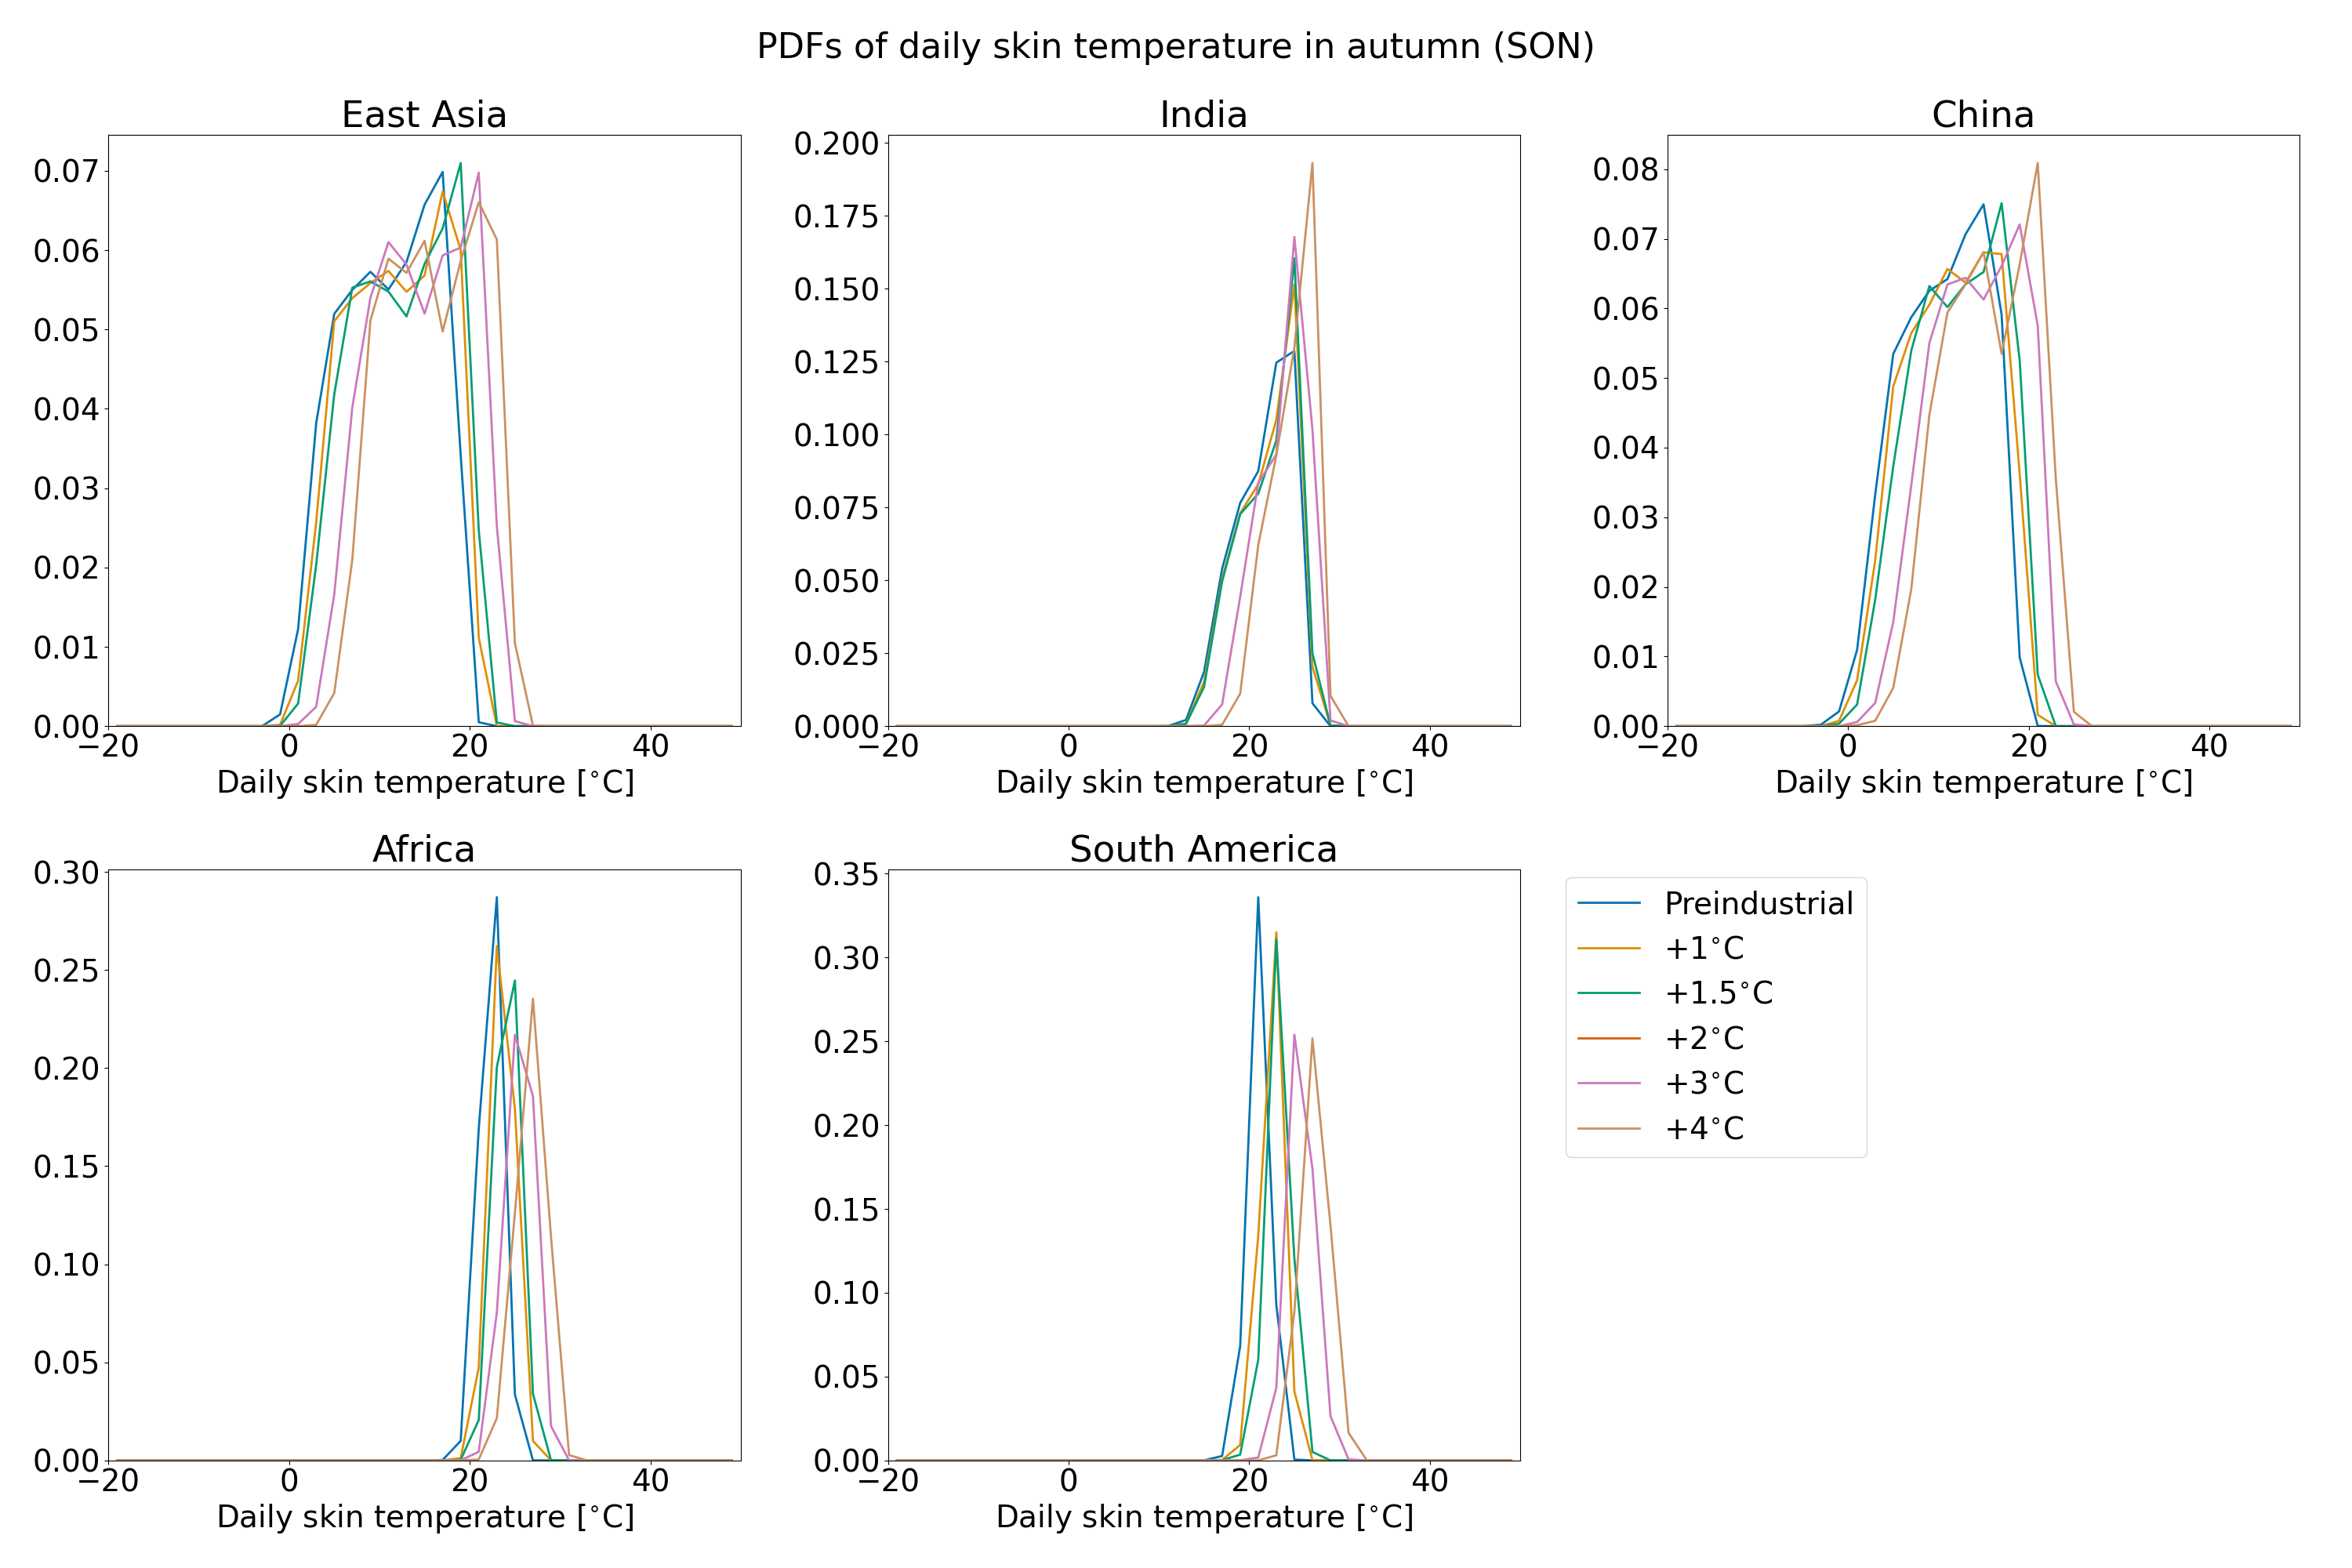 PDFs of daily skin temperature in autumn (SON)
East Asia
0.07
0.06
0.05
0.04
0.03
0.02
0.01
0.00
−20 0 20 40
Daily skin temperature [°C]
India
0.200
0.175
0.150
0.125
0.100
0.075
0.050
0.025
0.000
−20 0 20 40
Daily skin temperature [°C]
China
0.08
0.07
0.06
0.05
0.04
0.03
0.02
0.01
0.00
−20 0 20 40
Daily skin temperature [°C]
Africa
0.30
0.25
0.20
0.15
0.10
0.05
0.00
−20 0 20 40
Daily skin temperature [°C]
South America
0.35
0.30
0.25
0.20
0.15
0.10
0.05
0.00
−20 0 20 40
Daily skin temperature [°C]
Preindustrial
+1°C
+1.5°C
+2°C
+3°C
+4°C